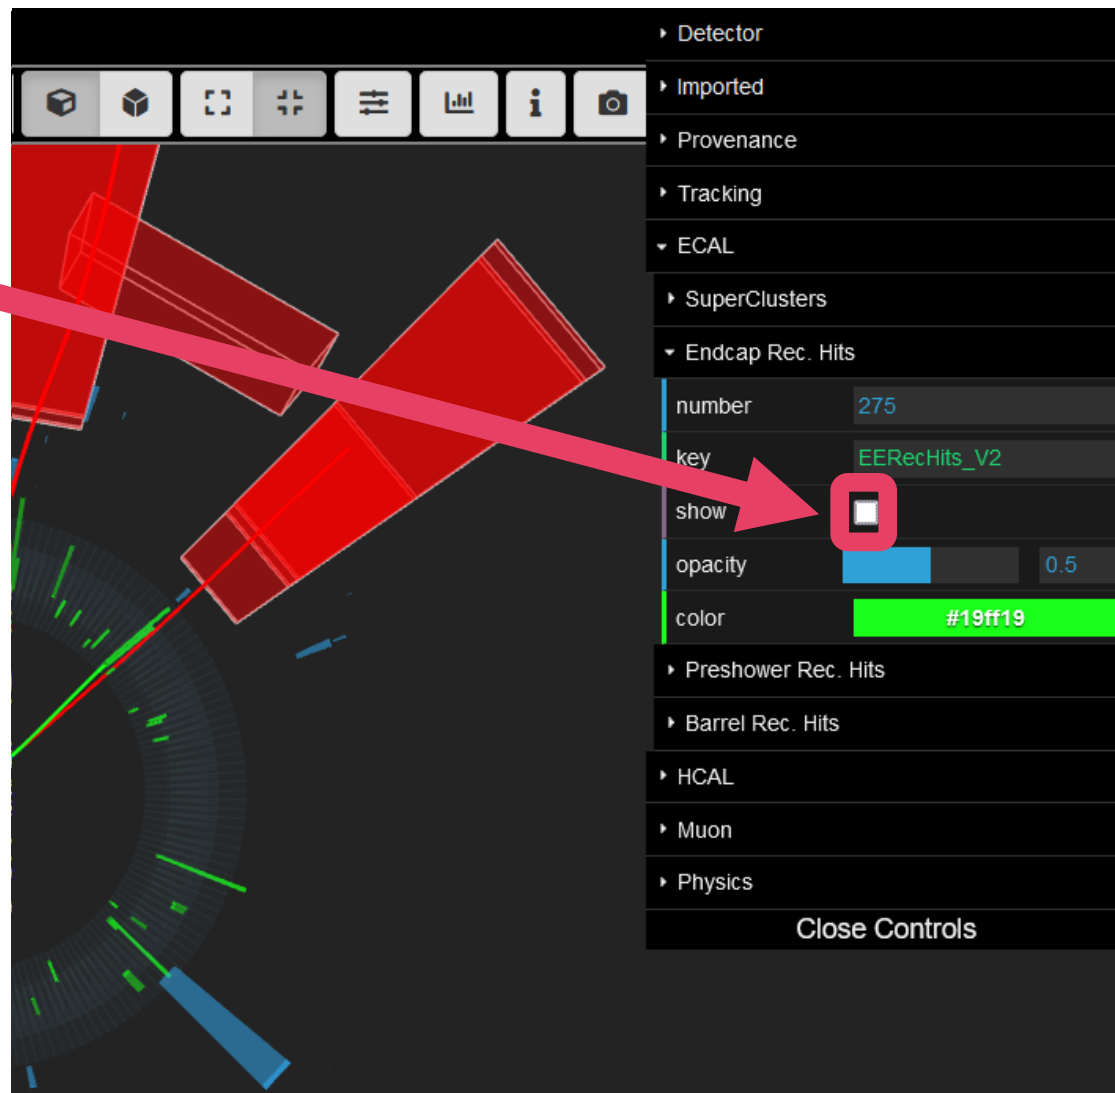 Detector
Imported
Provenance
Tracking
ECAL
SuperClusters
Endcap Rec. Hits
number 275
key EERecHits_V2
show
opacity 0.5
color #19ff19
Preshower Rec. Hits
Barrel Rec. Hits
HCAL
Muon
Physics
Close Controls